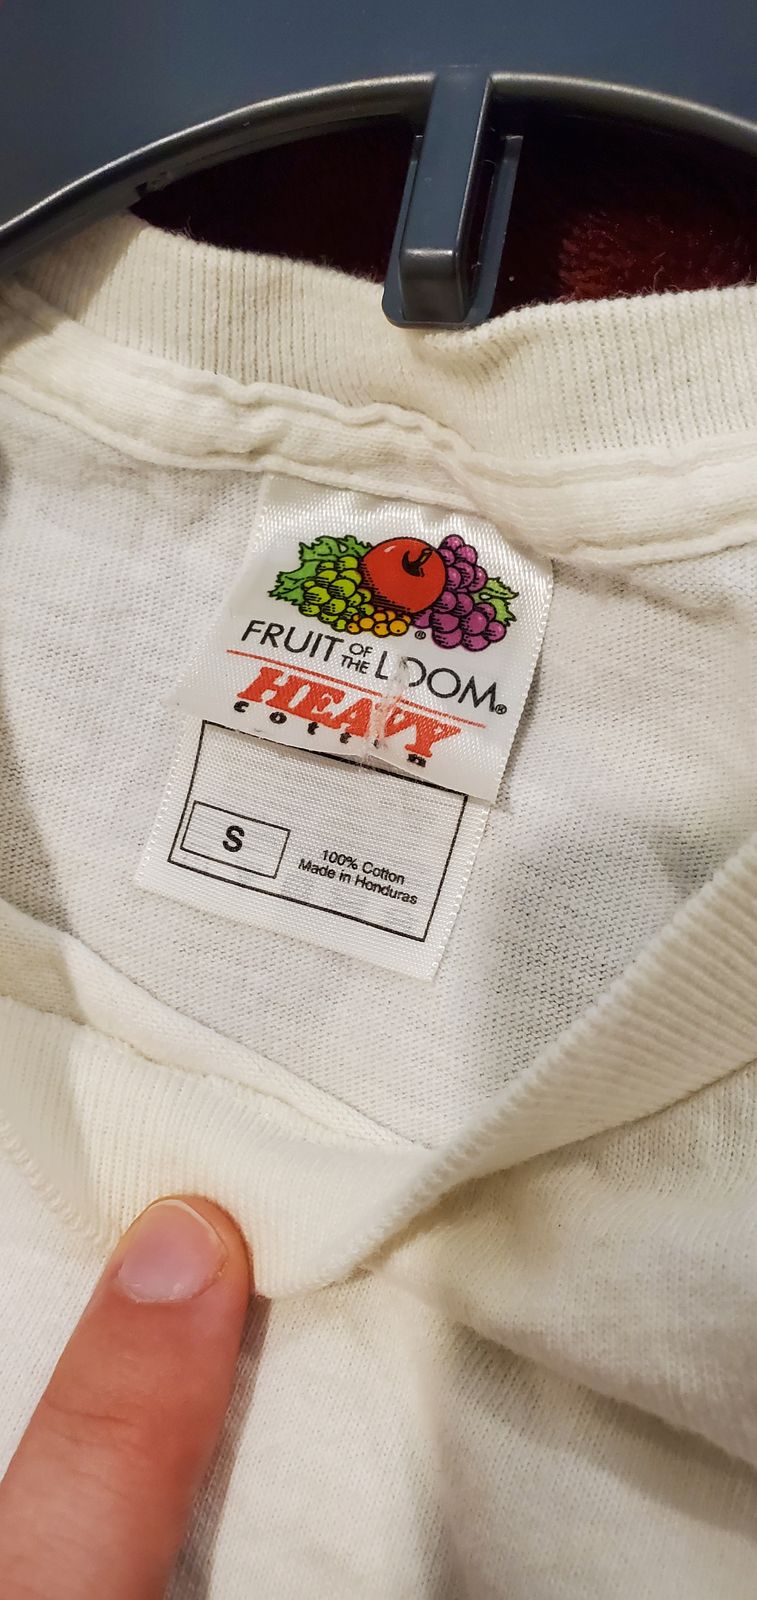 FRUIT OF THE LOOM®
HEAVY
cotton
S
100% Cotton
Made in Honduras